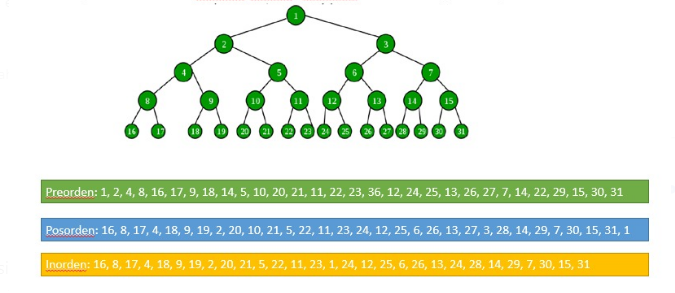 1
2 3
4 5 6 7
8 9 10 11 12 13 14 15
16 17 18 19 20 21 22 23 24 25 26 27 28 29 30 31
Preorden: 1, 2, 4, 8, 16, 17, 9, 18, 14, 5, 10, 20, 21, 11, 22, 23, 36, 12, 24, 25, 13, 26, 27, 7, 14, 22, 29, 15, 30, 31
Posorden: 16, 8, 17, 4, 18, 9, 19, 2, 20, 10, 21, 5, 22, 11, 23, 24, 12, 25, 6, 26, 13, 27, 3, 28, 14, 29, 7, 30, 15, 31, 1
Inorden: 16, 8, 17, 4, 18, 9, 19, 2, 20, 21, 5, 22, 11, 23, 1, 24, 12, 25, 6, 26, 13, 24, 28, 14, 29, 7, 30, 15, 31